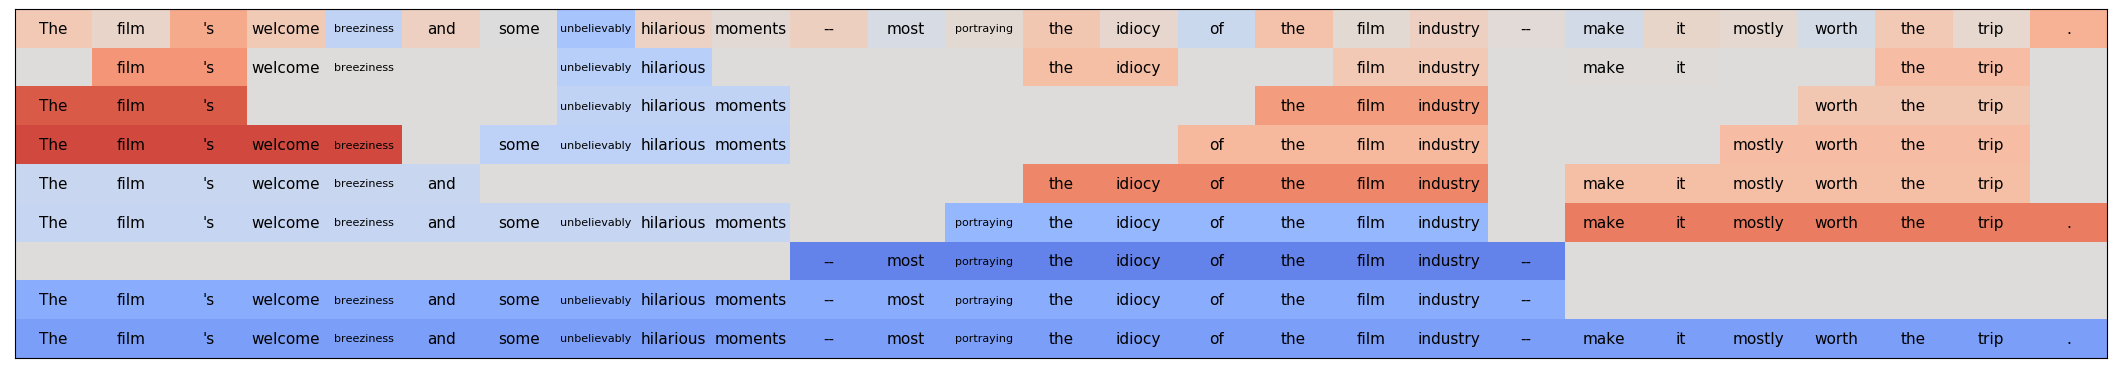 The film 's welcome breeziness and some unbelievably hilarious moments -- most portraying the idiocy of the film industry -- make it mostly worth the trip .
film 's welcome breeziness unbelievably hilarious the idiocy film industry make it the trip
The film 's unbelievably hilarious moments the film industry worth the trip
The film 's welcome breeziness some unbelievably hilarious moments of the film industry mostly worth the trip
The film 's welcome breeziness and the idiocy of the film industry make it mostly worth the trip
The film 's welcome breeziness and some unbelievably hilarious moments portraying the idiocy of the film industry make it mostly worth the trip .
-- most portraying the idiocy of the film industry --
The film 's welcome breeziness and some unbelievably hilarious moments -- most portraying the idiocy of the film industry --
The film 's welcome breeziness and some unbelievably hilarious moments -- most portraying the idiocy of the film industry -- make it mostly worth the trip .